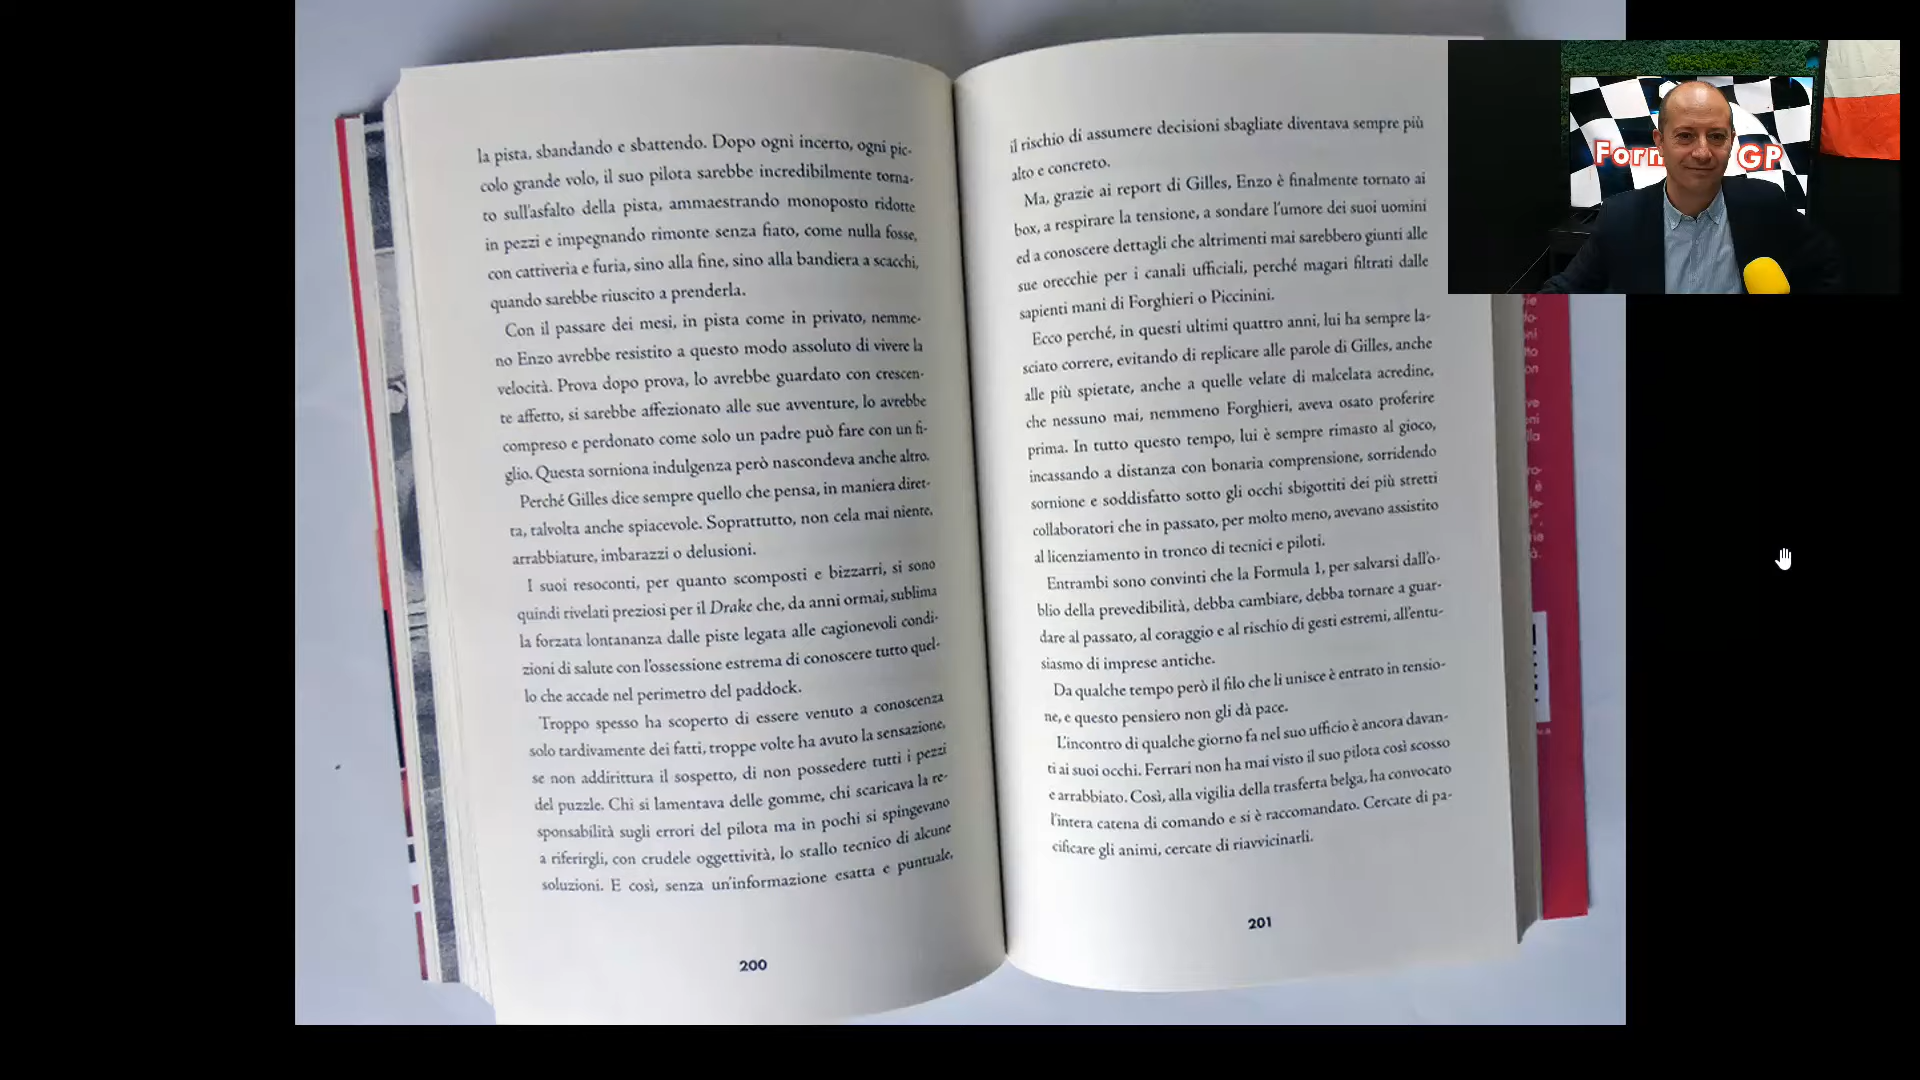 la pista, sbandando e sbattendo. Dopo ogni incerto, ogni pic-
colo grande volo, il suo pilota sarebbe incredibilmente torna-
to sull'asfalto della pista, ammaestrando monoposto ridotte
in pezzi e impegnando rimonte senza fiato, come nulla fosse,
con cattiveria e furia, sino alla fine, sino alla bandiera a scacchi,
quando sarebbe riuscito a prenderla.
Con il passare dei mesi, in pista come in privato, nemme-
no Enzo avrebbe resistito a questo modo assoluto di vivere la
velocità. Prova dopo prova, lo avrebbe guardato con crescen-
te affetto, si sarebbe affezionato alle sue avventure, lo avrebbe
compreso e perdonato come solo un padre può fare con un fi-
glio. Questa sorniona indulgenza però nascondeva anche altro.
Perché Gilles dice sempre quello che pensa, in maniera diret-
ta, talvolta anche spiacevole. Soprattutto, non cela mai niente,
arrabbiature, imbarazzi o delusioni.
I suoi resoconti, per quanto scomposti e bizzarri, si sono
quindi rivelati preziosi per il Drake che, da anni ormai, sublima
la forzata lontananza dalle piste legata alle cagionevoli condi-
zioni di salute con l'ossessione estrema di conoscere tutto quel-
lo che accade nel perimetro del paddock.
Troppo spesso ha scoperto di essere venuto a conoscenza
solo tardivamente dei fatti, troppe volte ha avuto la sensazione,
se non addirittura il sospetto, di non possedere tutti i pezzi
del puzzle. Chi si lamentava delle gomme, chi scaricava la re-
sponsabilità sugli errori del pilota ma in pochi si spingevano
a riferirgli, con crudele oggettività, lo stallo tecnico di alcune
soluzioni. E così, senza un'informazione esatta e puntuale,
200
il rischio di assumere decisioni sbagliate diventava sempre più
alto e concreto.
Ma, grazie ai report di Gilles, Enzo è finalmente tornato ai
box, a respirare la tensione, a sondare l'umore dei suoi uomini
ed a conoscere dettagli che altrimenti mai sarebbero giunti alle
sue orecchie per i canali ufficiali, perché magari filtrati dalle
sapienti mani di Forghieri o Piccinini.
Ecco perché, in questi ultimi quattro anni, lui ha sempre la-
sciato correre, evitando di replicare alle parole di Gilles, anche
alle più spietate, anche a quelle velate di malcelata acredine,
che nessuno mai, nemmeno Forghieri, aveva osato proferire
prima. In tutto questo tempo, lui è sempre rimasto al gioco,
incassando a distanza con bonaria comprensione, sorridendo
sornione e soddisfatto sotto gli occhi sbigottiti dei più stretti
collaboratori che in passato, per molto meno, avevano assistito
al licenziamento in tronco di tecnici e piloti.
Entrambi sono convinti che la Formula 1, per salvarsi dall'o-
blio della prevedibilità, debba cambiare, debba tornare a guar-
dare al passato, al coraggio e al rischio di gesti estremi, all'entu-
siasmo di imprese antiche.
Da qualche tempo però il filo che li unisce è entrato in tensio-
ne, e questo pensiero non gli dà pace.
L'incontro di qualche giorno fa nel suo ufficio è ancora davan-
ti ai suoi occhi. Ferrari non ha mai visto il suo pilota così scosso
e arrabbiato. Così, alla vigilia della trasferta belga, ha convocato
l'intera catena di comando e si è raccomandato. Cercate di pa-
cificare gli animi, cercate di riavvicinarli.
201
GP